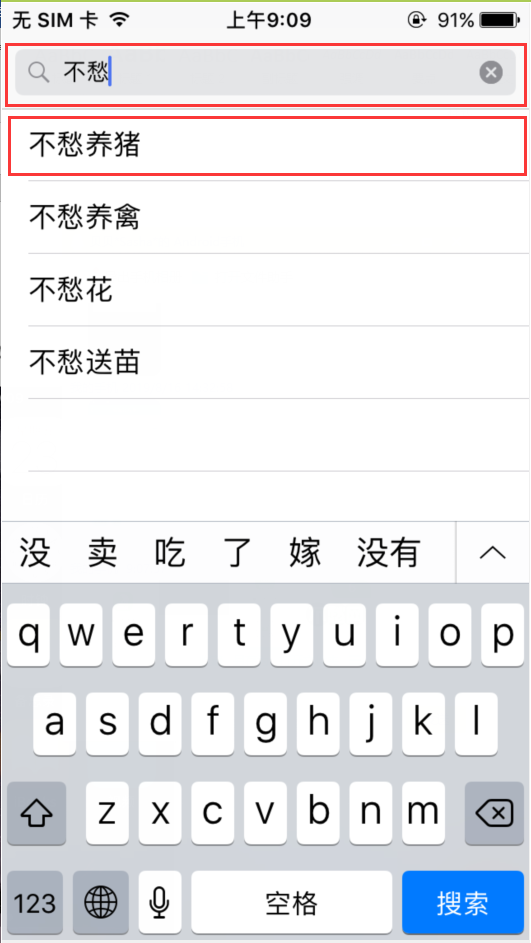 无 SIM 卡 上午9:09 91%
不愁
不愁养猪
不愁养禽
不愁花
不愁送苗
没 卖 吃 了 嫁 没有
q w e r t y u i o p
a s d f g h j k l
z x c v b n m
123 空格 搜索